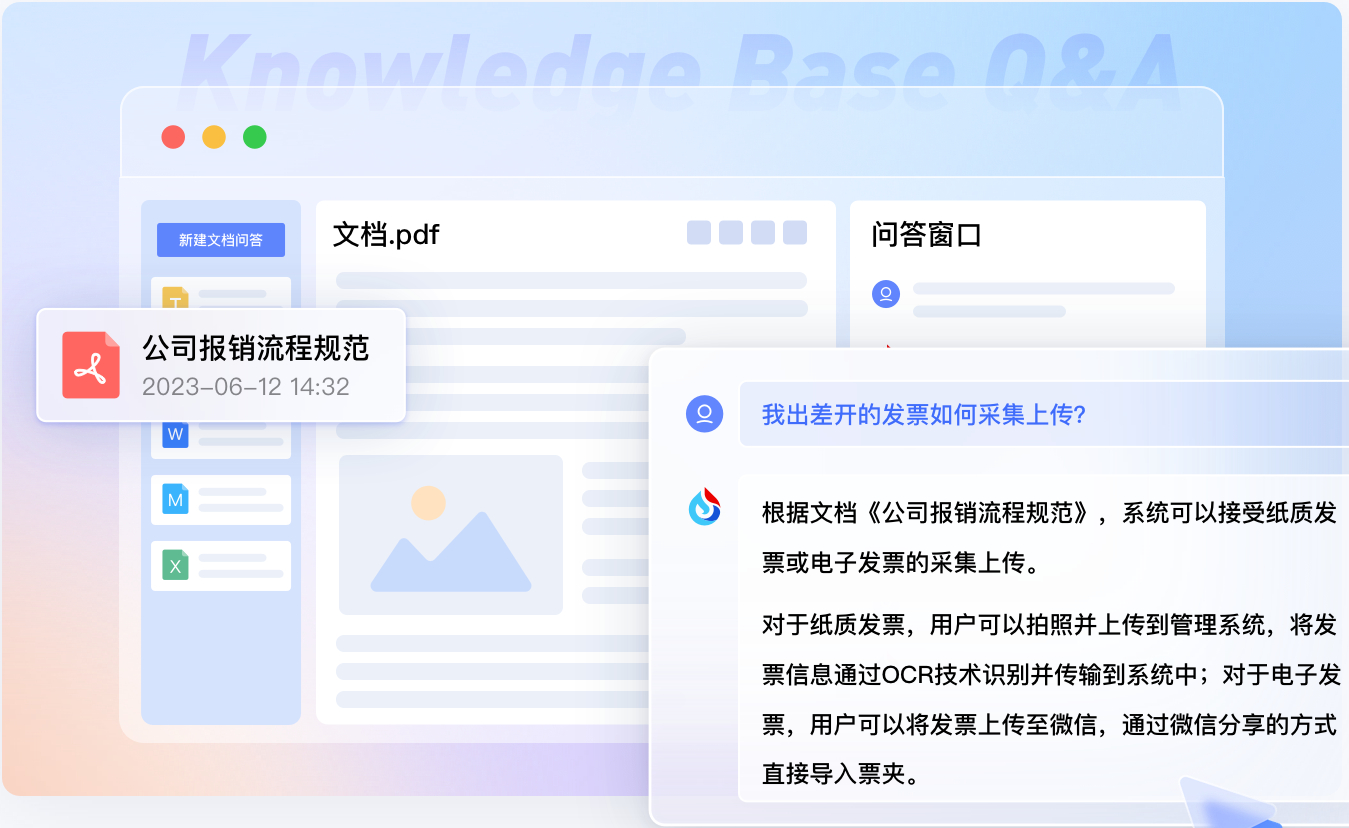 Knowledge Base Q&A
新建文档问答
文档.pdf
问答窗口
T
公司报销流程规范
2023-06-12 14:32
W
M
X
我出差开的发票如何采集上传?
根据文档《公司报销流程规范》，系统可以接受纸质发
票或电子发票的采集上传。
对于纸质发票，用户可以拍照并上传到管理系统，将发
票信息通过OCR技术识别并传输到系统中；对于电子发
票，用户可以将发票上传至微信，通过微信分享的方式
直接导入票夹。